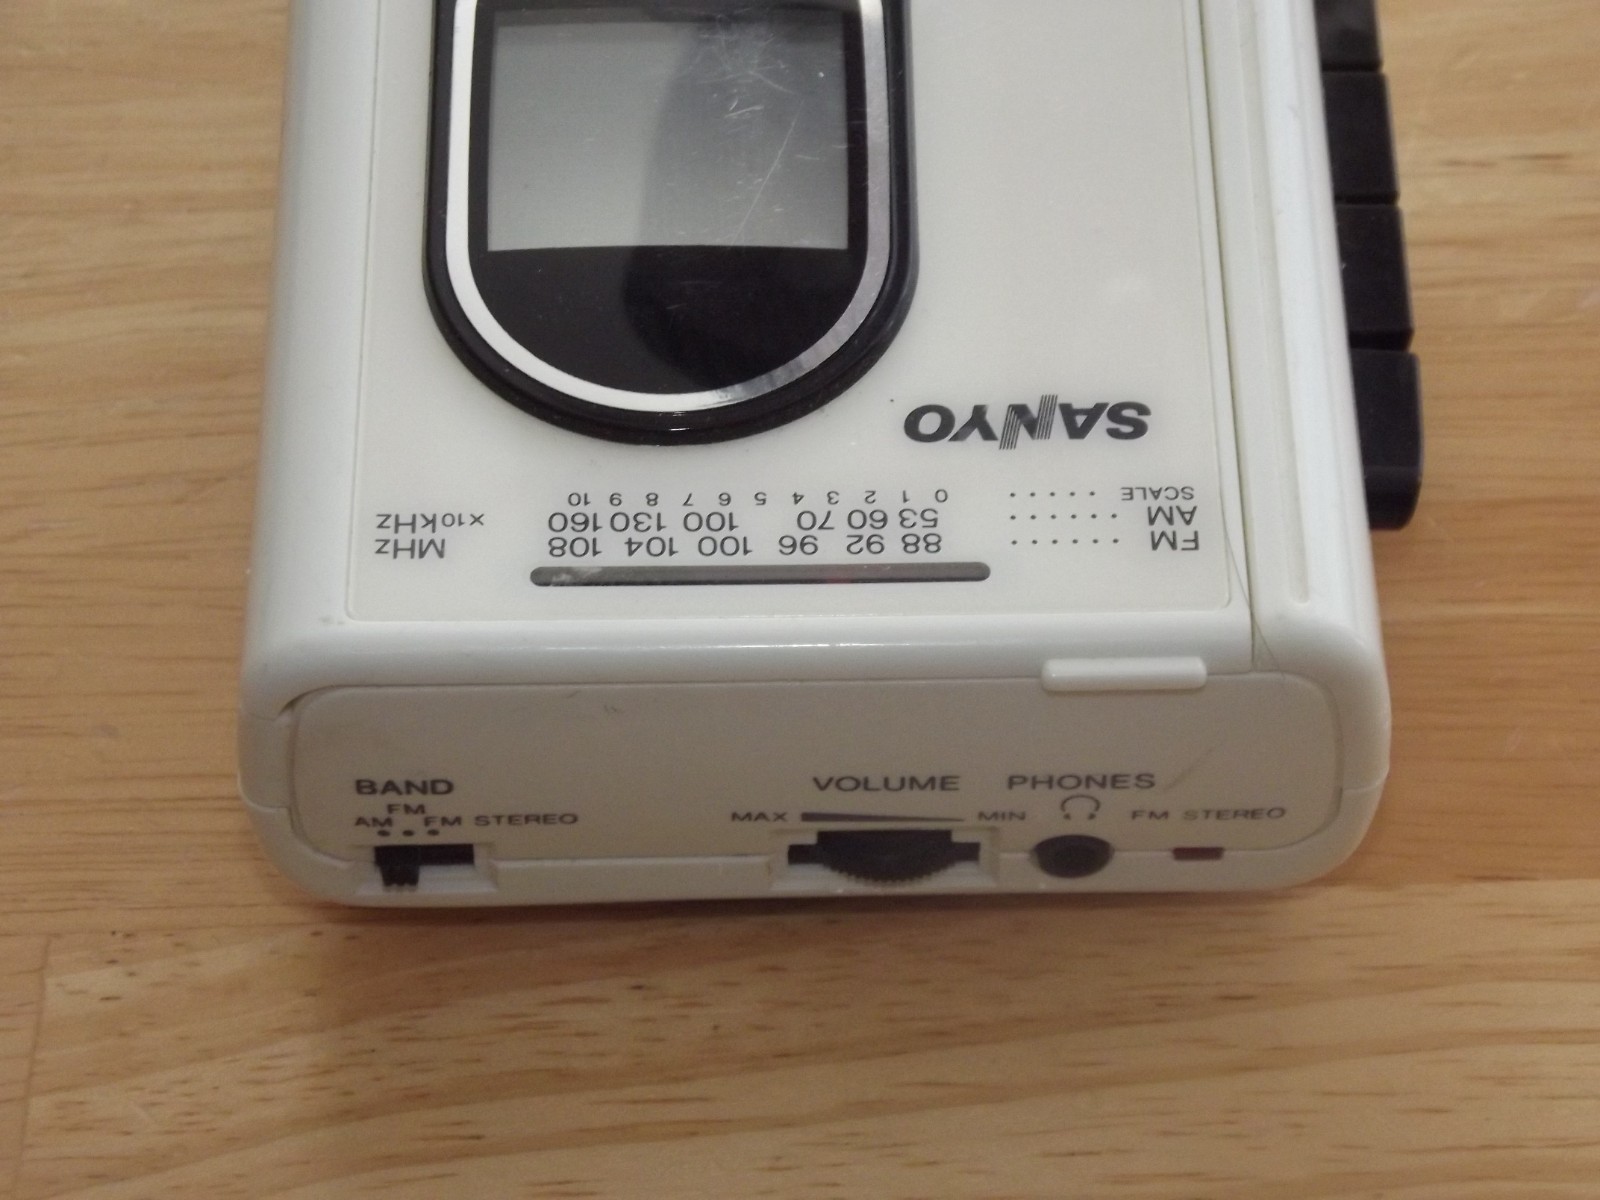 SANYO
SCALE ..... 0 1 2 3 4 5 6 7 8 9 10
AM ...... 53 60 70 100 130 160 x10kHz
FM ...... 88 92 96 100 104 108 MHz
BAND
FM
AM FM STEREO
VOLUME
MAX MIN
PHONES
FM STEREO